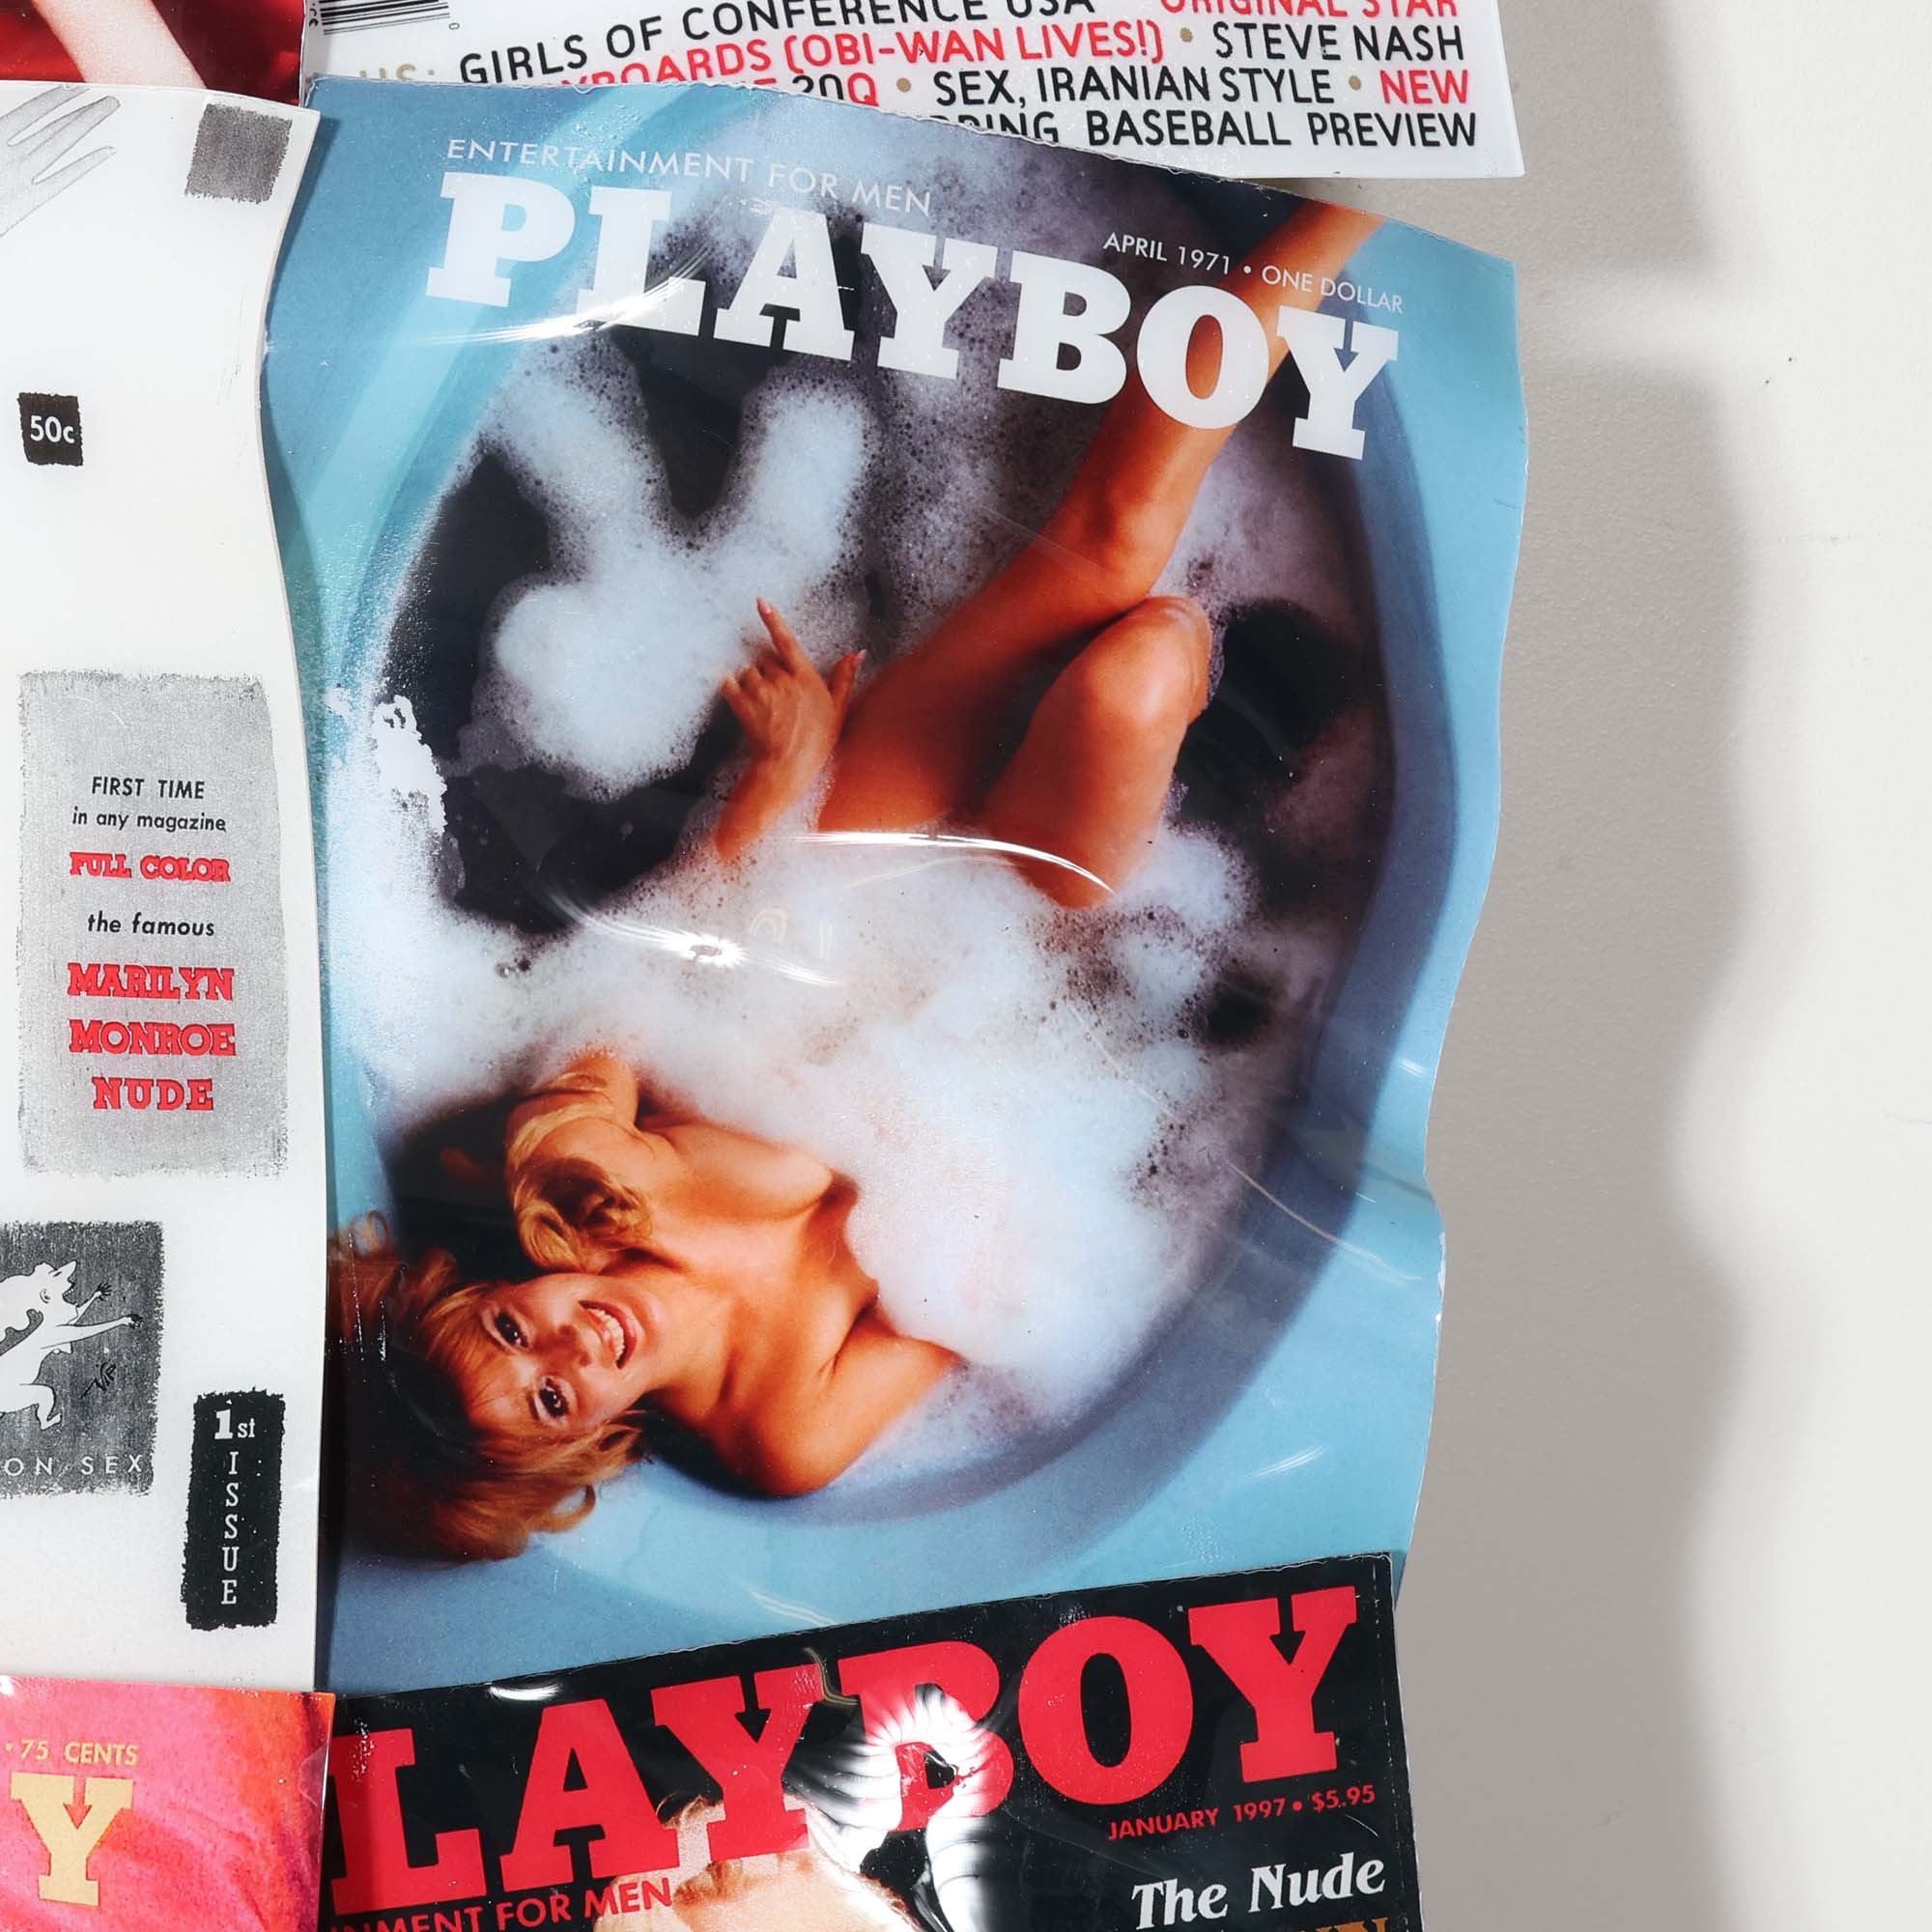 GIRLS OF CONFERENCE USA
ORIGINAL STAR
(OBI-WAN LIVES!) • STEVE NASH
20Q • SEX, IRANIAN STYLE • NEW
BASEBALL PREVIEW
ENTERTAINMENT FOR MEN
PLAYBOY
APRIL 1971 • ONE DOLLAR
50c
FIRST TIME
in any magazine
FULL COLOR
the famous
MARILYN
MONROE
NUDE
ON SEX
1st
ISSUE
• 75 CENTS
Y
LAYBOY
JANUARY 1997 • $5.95
NMENT FOR MEN
The Nude